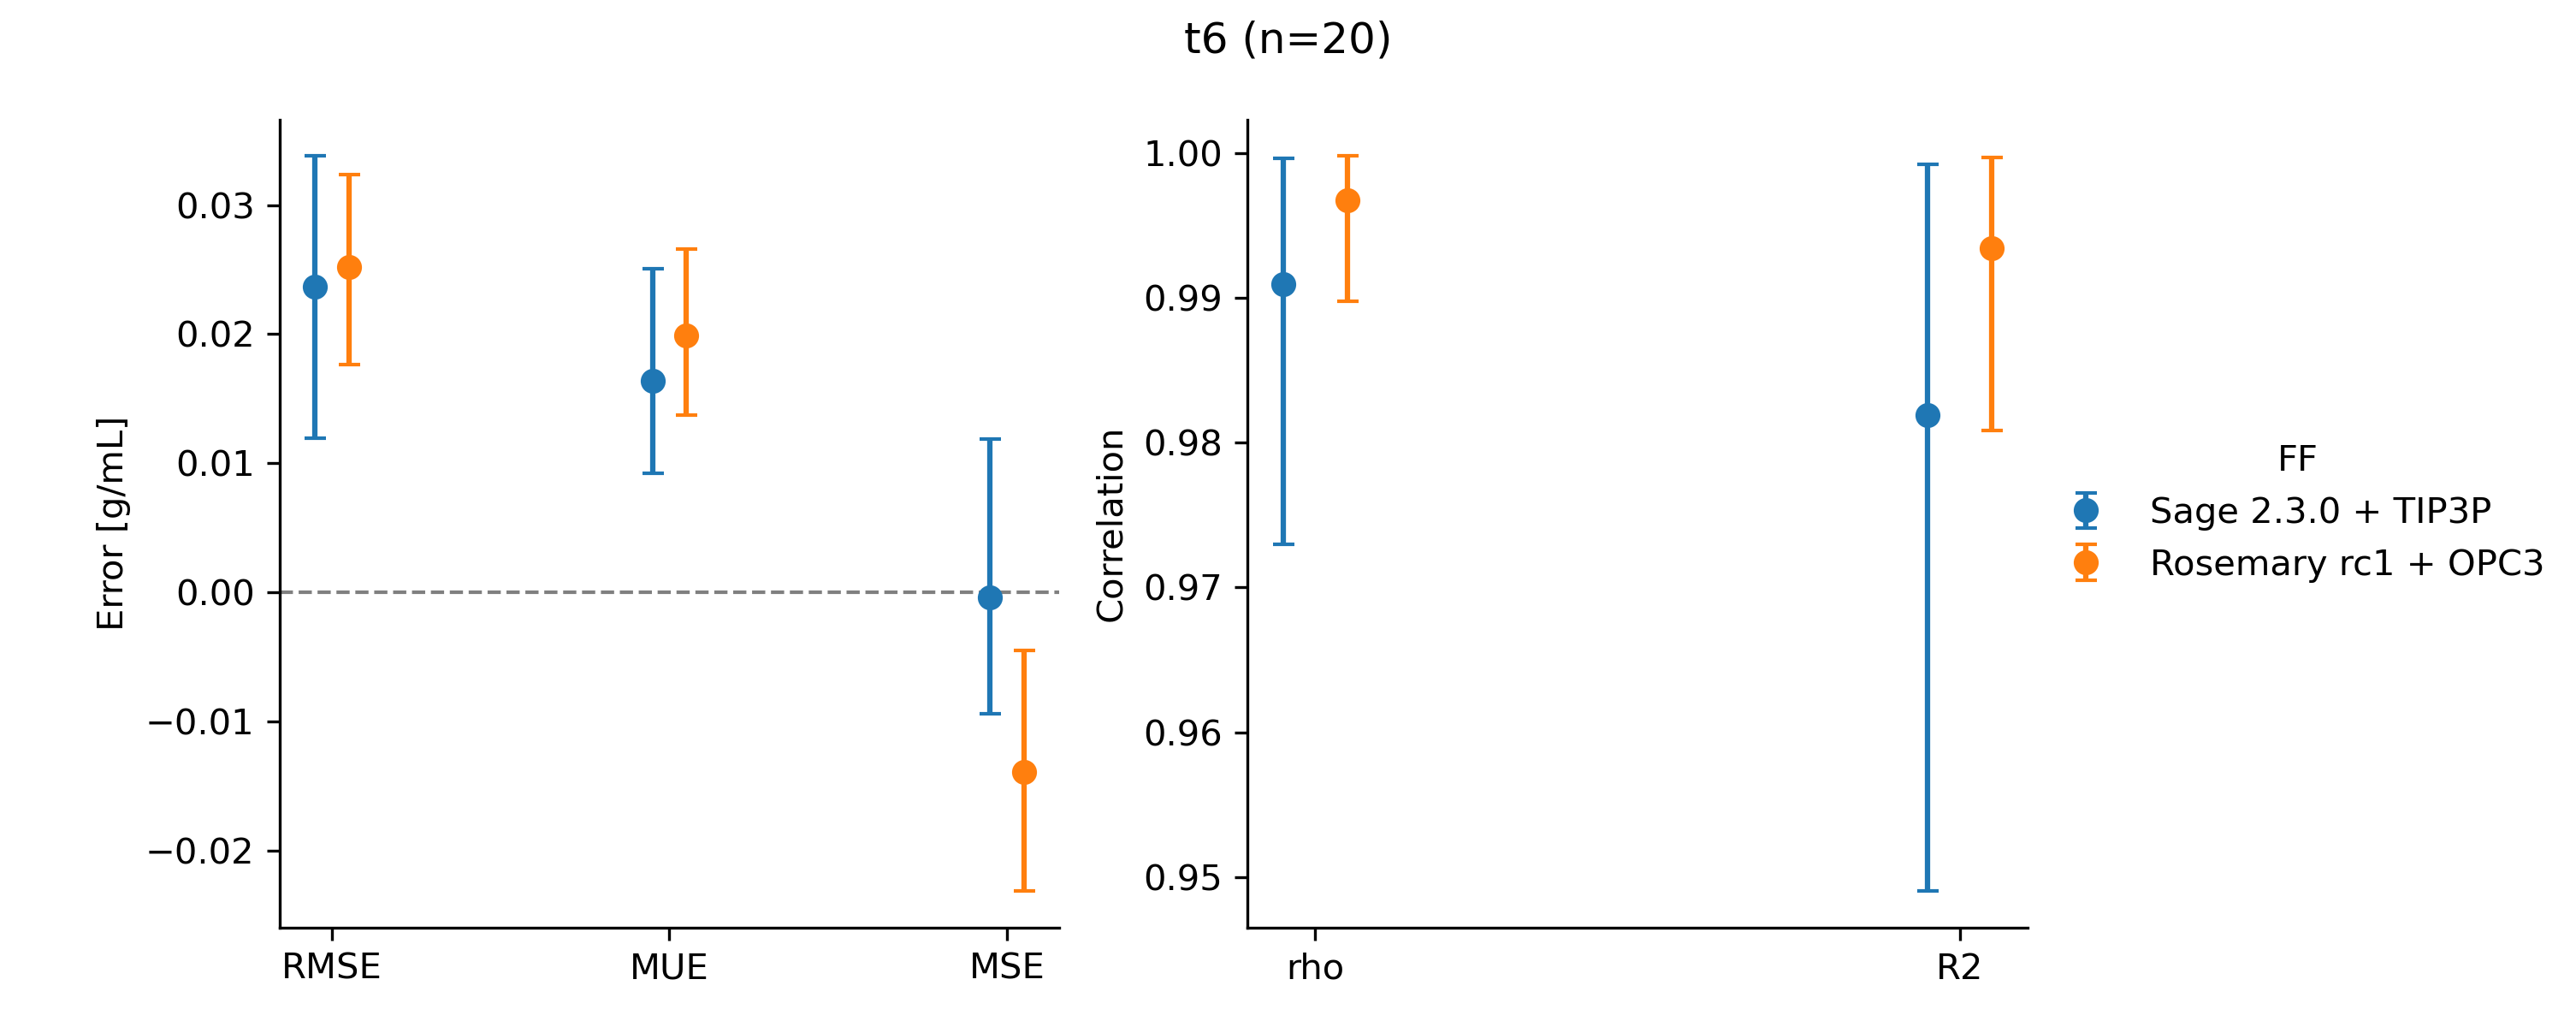 t6 (n=20)
Error [g/mL]
0.03
0.02
0.01
0.00
−0.01
−0.02
RMSE
MUE
MSE
Correlation
1.00
0.99
0.98
0.97
0.96
0.95
rho
R2
FF
Sage 2.3.0 + TIP3P
Rosemary rc1 + OPC3